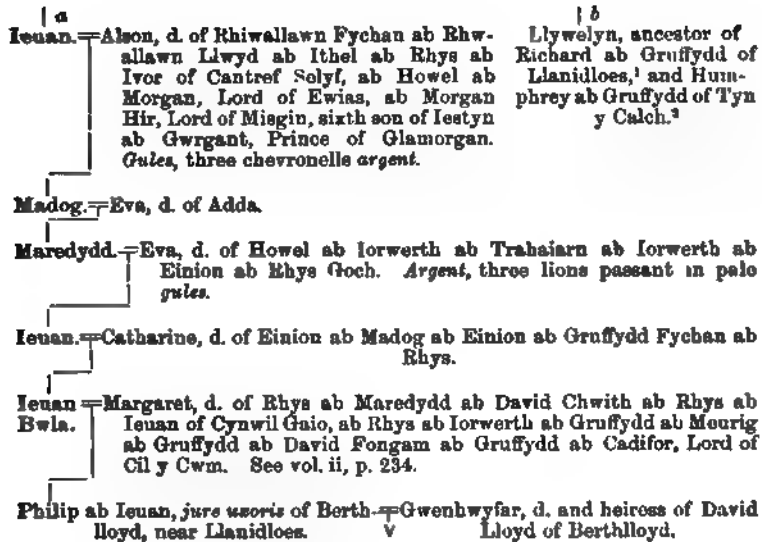 a b
Ieuan.=Alson, d. of Rhiwallawn Fychan ab Rhw- Llywelyn, ancestor of
allawn Llwyd ab Ithel ab Rhys ab Richard ab Gruffydd of
Ivor of Cantref Solyf, ab Howel ab Llanidloes,¹ and Hum-
Morgan, Lord of Ewias, ab Morgan phrey ab Gruffydd of Tyn
Hir, Lord of Misgin, sixth son of Iestyn y Calch.²
ab Gwrgant, Prince of Glamorgan.
Gules, three chevronelle argent.
Madog.=Eva, d. of Adda.
Maredydd.=Eva, d. of Howel ab Iorwerth ab Trahaiarn ab Iorwerth ab
Einion ab Rhys Goch. Argent, three lions passant in pale
gules.
Ieuan.=Catharine, d. of Einion ab Madog ab Einion ab Gruffydd Fychan ab
Rhys.
Ieuan =Margaret, d. of Rhys ab Maredydd ab David Chwith ab Rhys ab
Bwla. Ieuan of Cynwil Gaio, ab Rhys ab Iorwerth ab Gruffydd ab Meurig
ab Gruffydd ab David Fongam ab Gruffydd ab Cadifor, Lord of
Cil y Cwm. See vol. ii, p. 234.
Philip ab Ieuan, jure uxoris of Berth-=Gwenhwyfar, d. and heiress of David
lloyd, near Llanidloes. Lloyd of Berthlloyd.